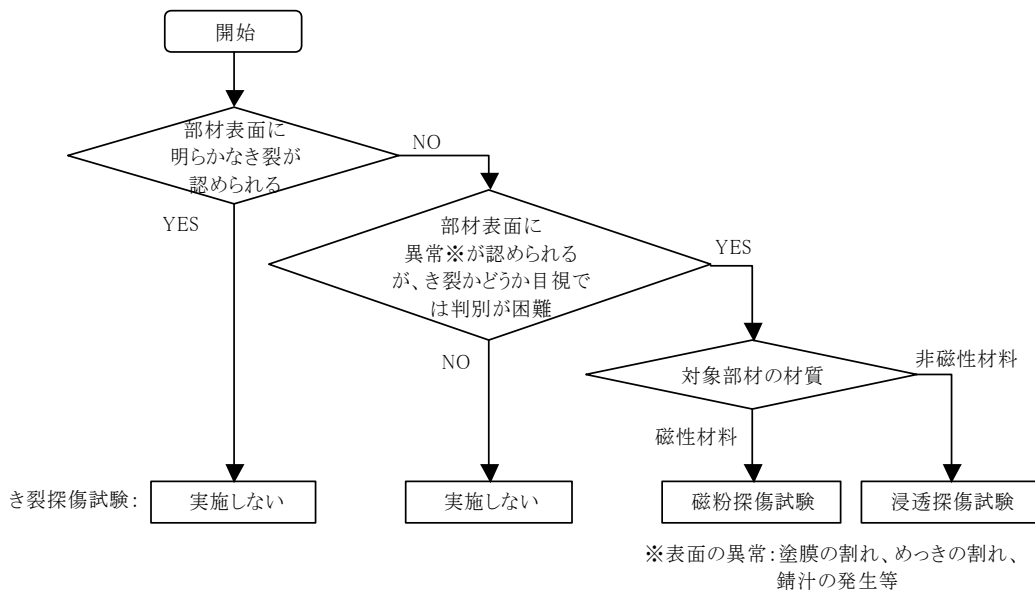 開始
部材表面に
明らかなき裂が
認められる
NO
YES
部材表面に
異常※が認められる
が、き裂かどうか目視で
は判別が困難
YES
NO
対象部材の材質
非磁性材料
磁性材料
き裂探傷試験：
実施しない
実施しない
磁粉探傷試験
浸透探傷試験
※表面の異常：塗膜の割れ、めっきの割れ、
錆汁の発生等